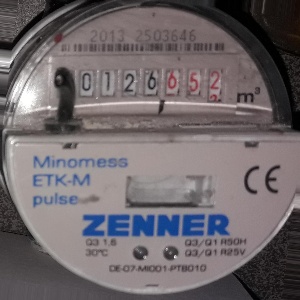 2013 2503646
0126652
m³
Minomess
ETK-M
pulse
CE
ZENNER
Q3 1,6 Q3/Q1 R50H
30°C Q3/Q1 R25V
DE-07-MI001-PTB010